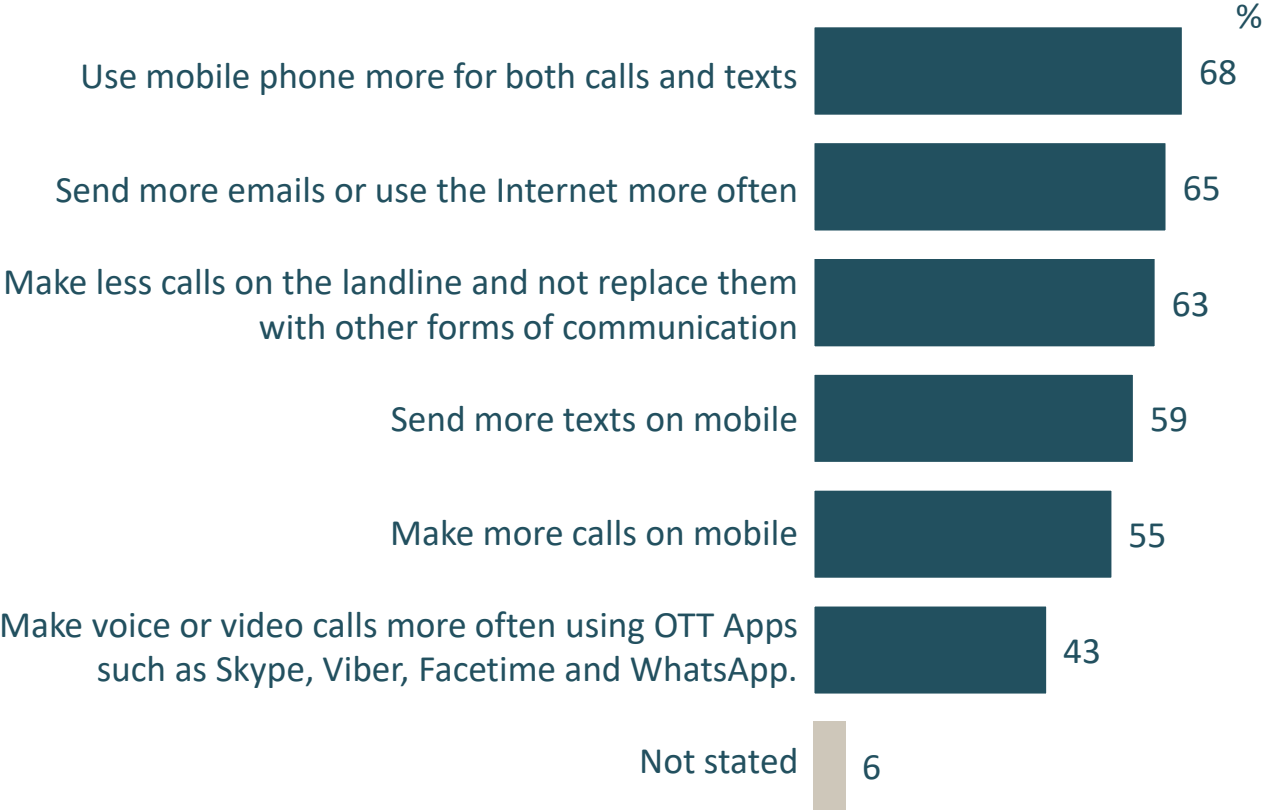 %
Use mobile phone more for both calls and texts 68
Send more emails or use the Internet more often 65
Make less calls on the landline and not replace them
with other forms of communication 63
Send more texts on mobile 59
Make more calls on mobile 55
Make voice or video calls more often using OTT Apps
such as Skype, Viber, Facetime and WhatsApp. 43
Not stated 6